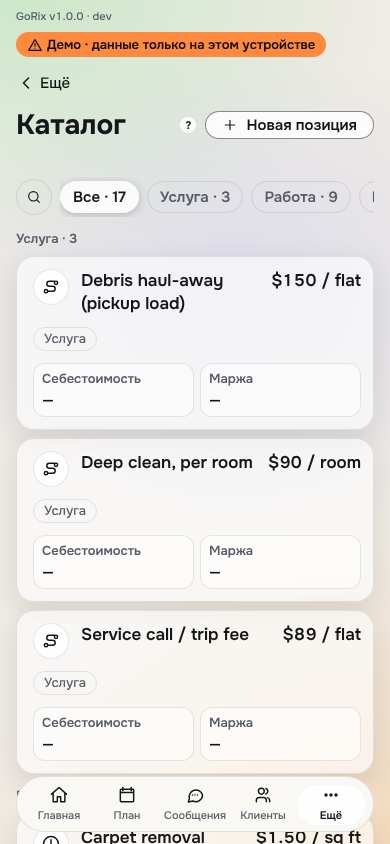 GoRix v1.0.0 · dev
Демо · данные только на этом устройстве
Ещё
Каталог
?
Новая позиция
Все · 17
Услуга · 3
Работа · 9
Услуга · 3
Debris haul-away
(pickup load)
$150 / flat
Услуга
Себестоимость
—
Маржа
—
Deep clean, per room
$90 / room
Услуга
Себестоимость
—
Маржа
—
Service call / trip fee
$89 / flat
Услуга
Себестоимость
—
Маржа
—
Главная
План
Сообщения
Клиенты
Ещё
Carpet removal
$1.50 / sq ft